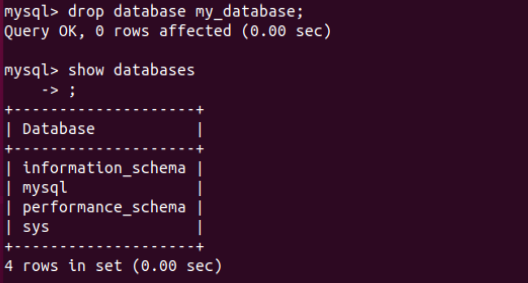 mysql> drop database my_database;
Query OK, 0 rows affected (0.00 sec)
mysql> show databases
    -> ;
+--------------------+
| Database           |
+--------------------+
| information_schema |
| mysql              |
| performance_schema |
| sys                |
+--------------------+
4 rows in set (0.00 sec)